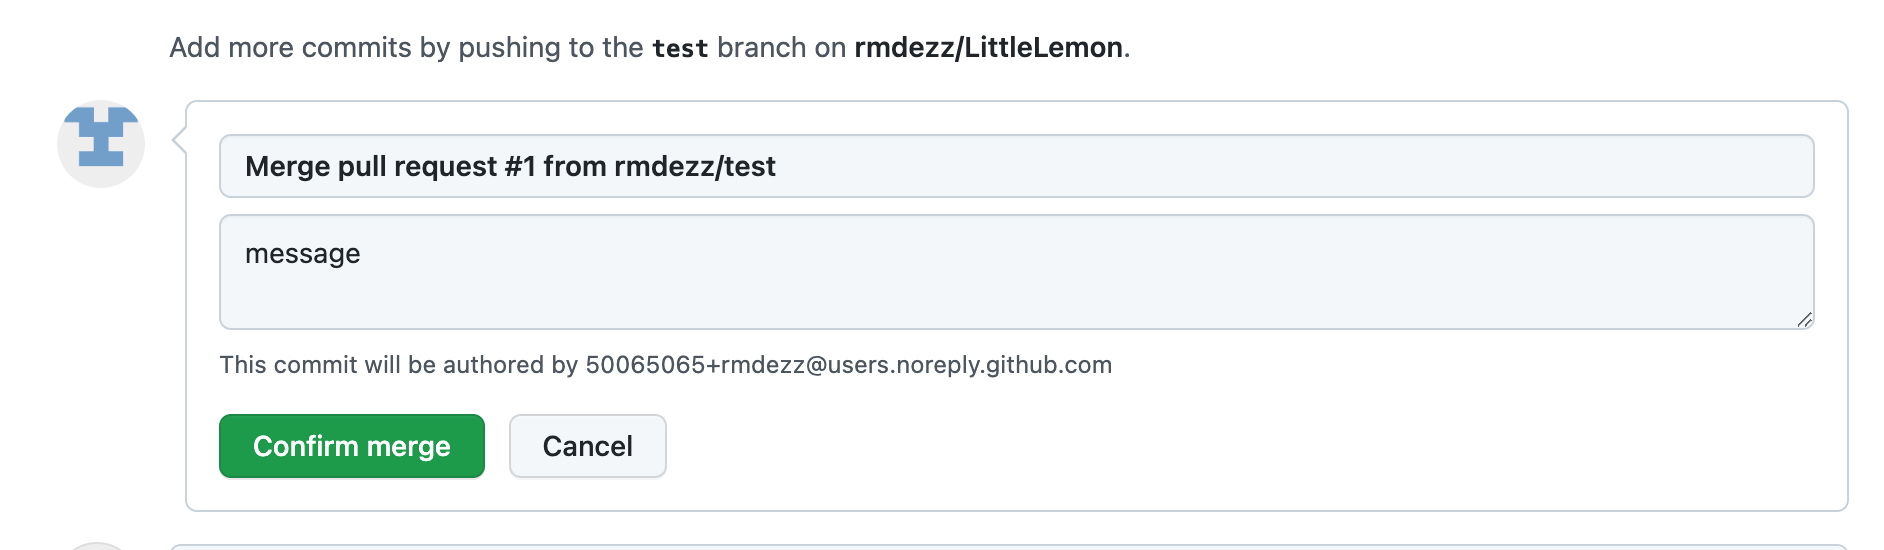 Add more commits by pushing to the test branch on rmdezz/LittleLemon.
Merge pull request #1 from rmdezz/test
message
This commit will be authored by 50065065+rmdezz@users.noreply.github.com
Confirm merge
Cancel